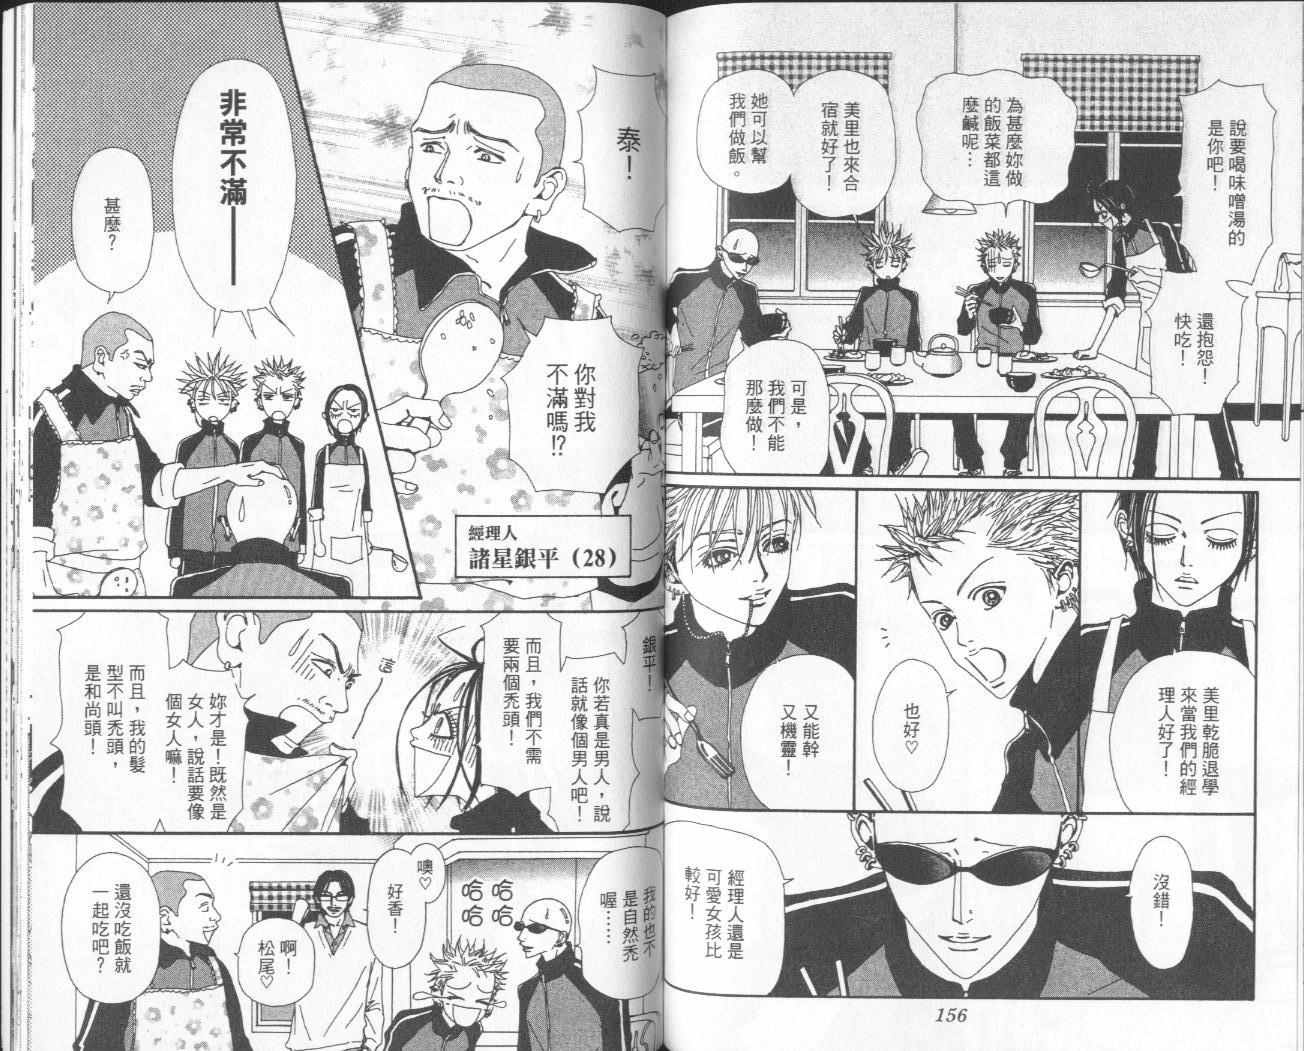 說要喝味噌湯的
是你吧！
還抱怨！
快吃！
為甚麼妳做
的飯菜都這
麼鹹呢…
美里也來合
宿就好了！
她可以幫
我們做飯。
可是，
我們不能
那麼做！
美里乾脆退學
來當我們的經
理人好了！
也好♡
又能幹
又機靈！
沒錯！
經理人還是
可愛女孩比
較好！
156
泰！
你對我
不滿嗎!?
經理人
諸星銀平（28）
非常不滿——
甚麼？
銀平！
你若真是男人，說
話就像個男人吧！
而且，我們不需
要兩個禿頭！
這
妳才是！既然是
女人，說話要像
個女人嘛！
而且，我的髮
型不叫禿頭，
是和尚頭！
我的也不
是自然禿
喔……
哈哈
哈哈
噢♡
好香！
啊！
松尾♡
還沒吃飯就
一起吃吧？